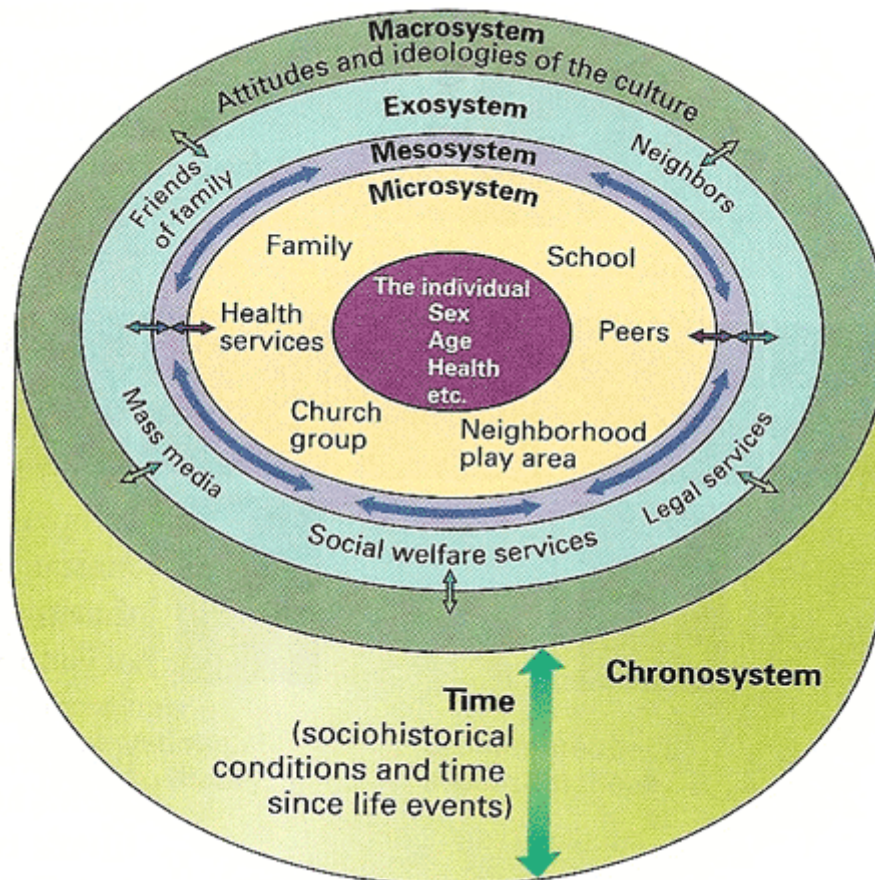 Macrosystem
Attitudes and ideologies of the culture
Exosystem
Mesosystem
Microsystem
Friends
of family
Neighbors
Family
School
The individual
Sex
Age
Health
etc.
Health
services
Peers
Church
group
Neighborhood
play area
Mass media
Legal services
Social welfare services
Chronosystem
Time
(sociohistorical
conditions and time
since life events)